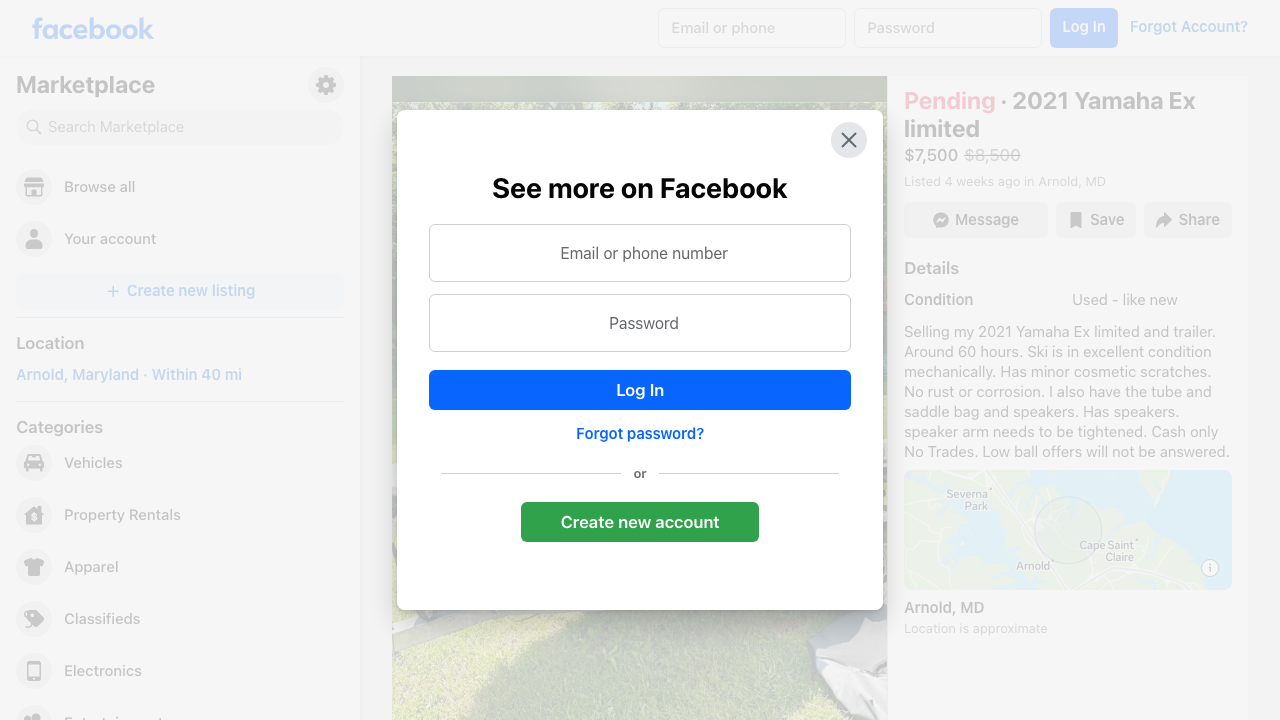 facebook
Email or phone
Password
Log In
Forgot Account?
Marketplace
Search Marketplace
Browse all
Your account
Create new listing
Location
Arnold, Maryland · Within 40 mi
Categories
Vehicles
Property Rentals
Apparel
Classifieds
Electronics
See more on Facebook
Email or phone number
Password
Log In
Forgot password?
or
Create new account
Pending · 2021 Yamaha Ex
limited
$7,500 $8,500
Listed 4 weeks ago in Arnold, MD
Message
Save
Share
Details
Condition
Used - like new
Selling my 2021 Yamaha Ex limited and trailer.
Around 60 hours. Ski is in excellent condition
mechanically. Has minor cosmetic scratches.
No rust or corrosion. I also have the tube and
saddle bag and speakers. Has speakers.
speaker arm needs to be tightened. Cash only
No Trades. Low ball offers will not be answered.
Severna
Park
Cape Saint
Claire
Arnold
Arnold, MD
Location is approximate